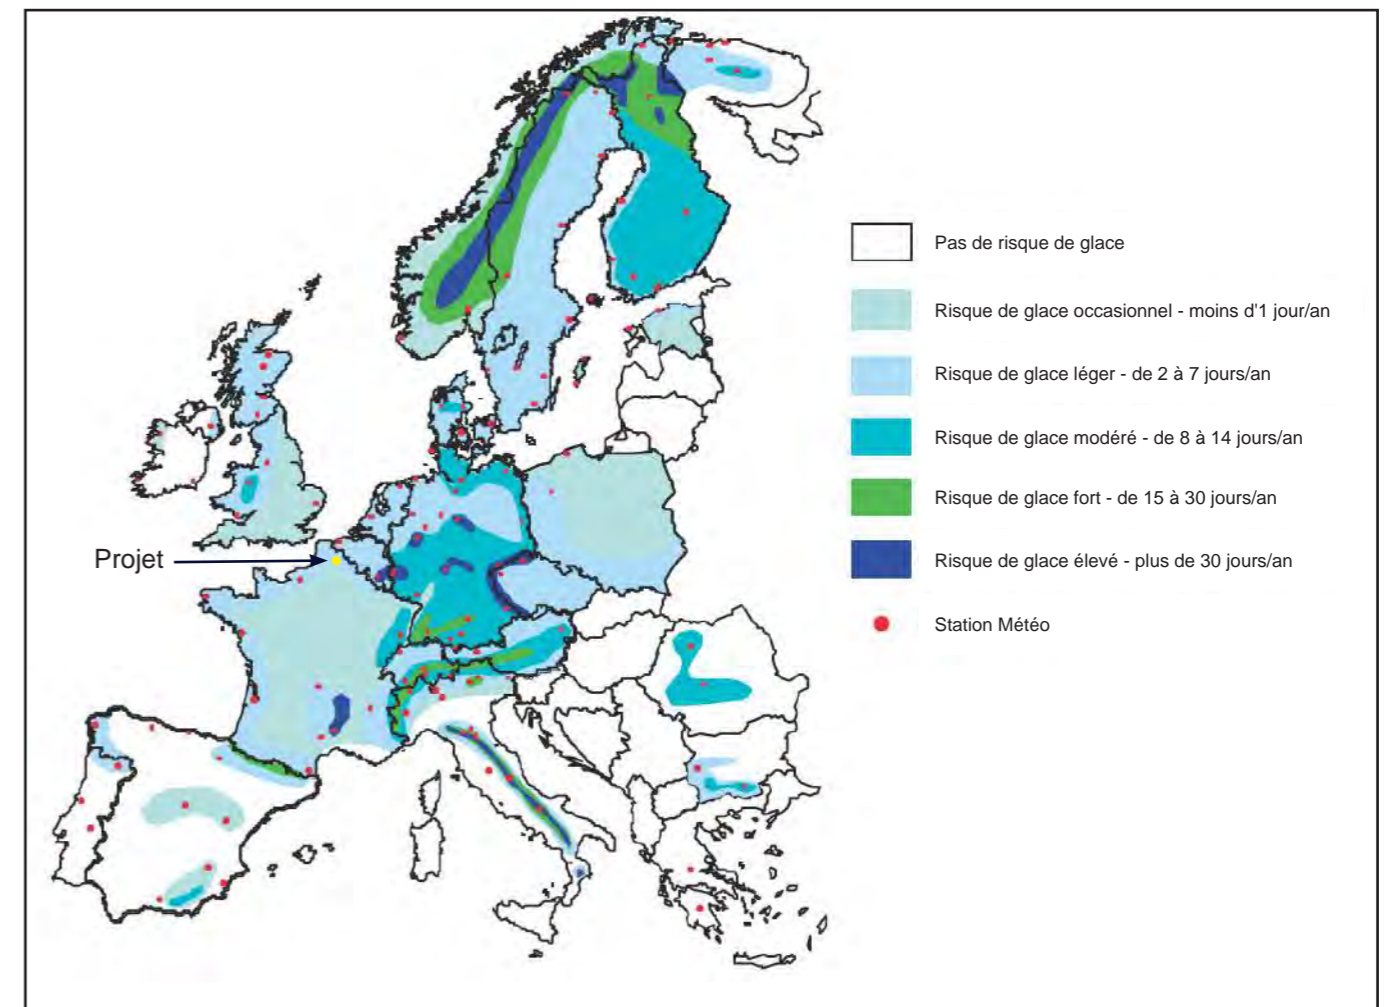 Pas de risque de glace
Risque de glace occasionnel - moins d'1 jour/an
Risque de glace léger - de 2 à 7 jours/an
Risque de glace modéré - de 8 à 14 jours/an
Risque de glace fort - de 15 à 30 jours/an
Projet
Risque de glace élevé - plus de 30 jours/an
Station Météo